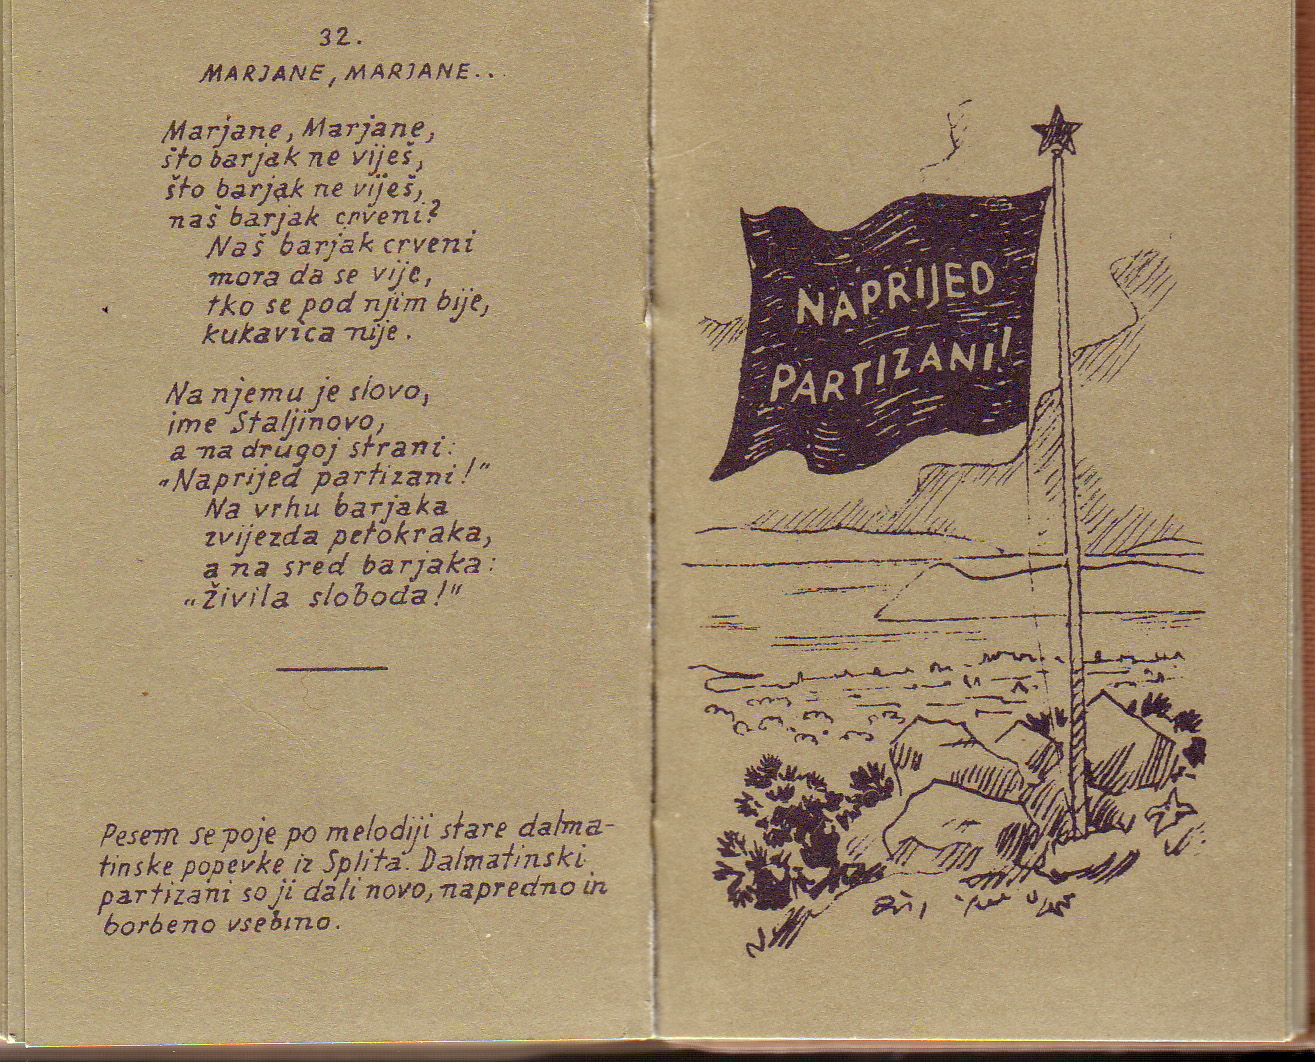 32.
MARJANE, MARJANE..
Marjane, Marjane,
što barjak ne viješ,
što barjak ne viješ,
naš barjak crveni?
Naš barjak crveni
mora da se vije,
tko se pod njim bije,
kukavica nije.
Na njemu je slovo,
ime Staljinovo,
a na drugoj strani:
„Naprijed partizani!"
Na vrhu barjaka
zvijezda petokraka,
a na sred barjaka:
„Živila sloboda!"
Pesem se poje po melodiji stare dalma-
tinske popevke iz Splita. Dalmatinski
partizani so ji dali novo, napredno in
borbeno vsebino.
NAPRIJED
PARTIZANI!